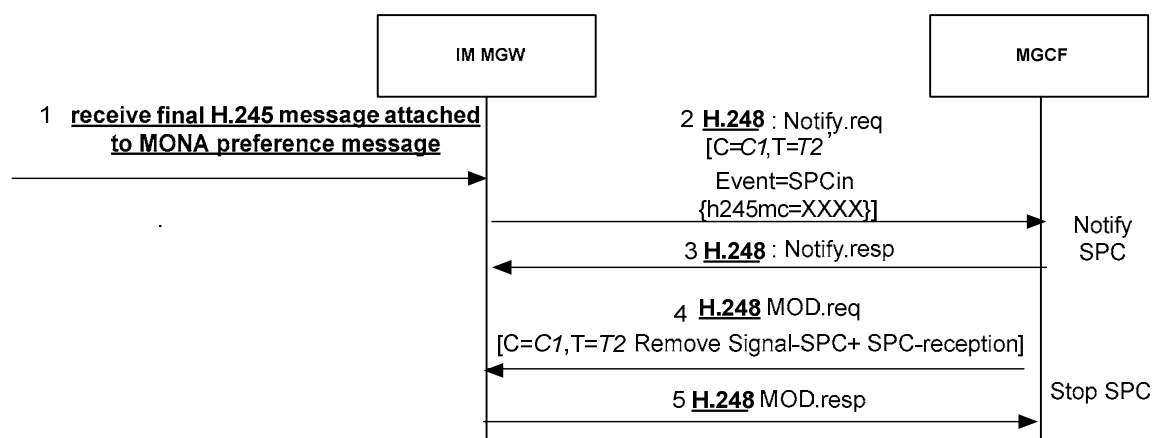 IM MGW
MGCF
1 receive final H.245 message attached
to MONA preference message
2 H.248 : Notify.req
[C=C1,T=T2,
Event=SPCin
{h245mc=XXXX}]
Notify
SPC
3 H.248 : Notify.resp
4 H.248 MOD.req
[C=C1,T=T2 Remove Signal-SPC+ SPC-reception]
Stop SPC
5 H.248 MOD.resp